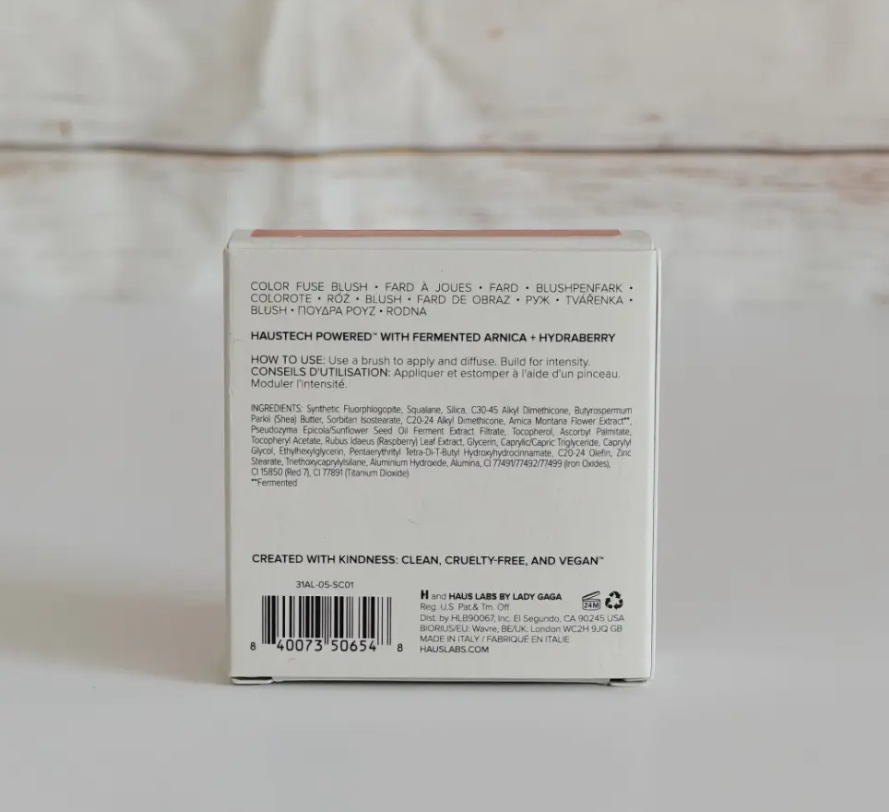 COLOR FUSE BLUSH • FARD À JOUES • FARD • BLUSHPENFARK •
COLOROTE • RÓŻ • BLUSH • FARD DE OBRAZ • РУЖ • TVÁŘENKA •
BLUSH • ΠΟΥΔΡΑ ΡΟΥΖ • RODNA
HAUSTECH POWERED™ WITH FERMENTED ARNICA + HYDRABERRY
HOW TO USE: Use a brush to apply and diffuse. Build for intensity.
CONSEILS D'UTILISATION: Appliquer et estomper à l'aide d'un pinceau.
Moduler l'intensité.
INGREDIENTS: Synthetic Fluorphlogopite, Squalane, Silica, C30-45 Alkyl Dimethicone, Butyrospermum
Parkii (Shea) Butter, Sorbitan Isostearate, C20-24 Alkyl Dimethicone, Arnica Montana Flower Extract**,
Pseudozyma Epicola/Sunflower Seed Oil Ferment Extract Filtrate, Tocopherol, Ascorbyl Palmitate,
Tocopheryl Acetate, Rubus Idaeus (Raspberry) Leaf Extract, Glycerin, Caprylic/Capric Triglyceride, Caprylyl
Glycol, Ethylhexylglycerin, Pentaerythrityl Tetra-Di-T-Butyl Hydroxyhydrocinnamate, C20-24 Olefin, Zinc
Stearate, Triethoxycaprylylsilane, Aluminum Hydroxide, Alumina, CI 77491/77492/77499 (Iron Oxides),
CI 15850 (Red 7), CI 77891 (Titanium Dioxide)
**Fermented
CREATED WITH KINDNESS: CLEAN, CRUELTY-FREE, AND VEGAN™
31AL-05-SC01
8 40073 50654 8
H and HAUS LABS BY LADY GAGA
Reg. U.S. Pat & Tm. Off
Dist. by HLB90067, Inc. El Segundo, CA 90245 USA
BIORIUS/EU: Wavre, BE/UK: London WC2H 9JQ GB
MADE IN ITALY / FABRIQUÉ EN ITALIE
HAUSLABS.COM
24M